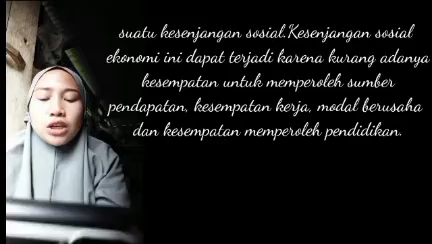 suatu kesenjangan sosial.Kesenjangan sosial
ekonomi ini dapat terjadi karena kurang adanya
kesempatan untuk memperoleh sumber
pendapatan, kesempatan kerja, modal berusaha
dan kesempatan memperoleh pendidikan.